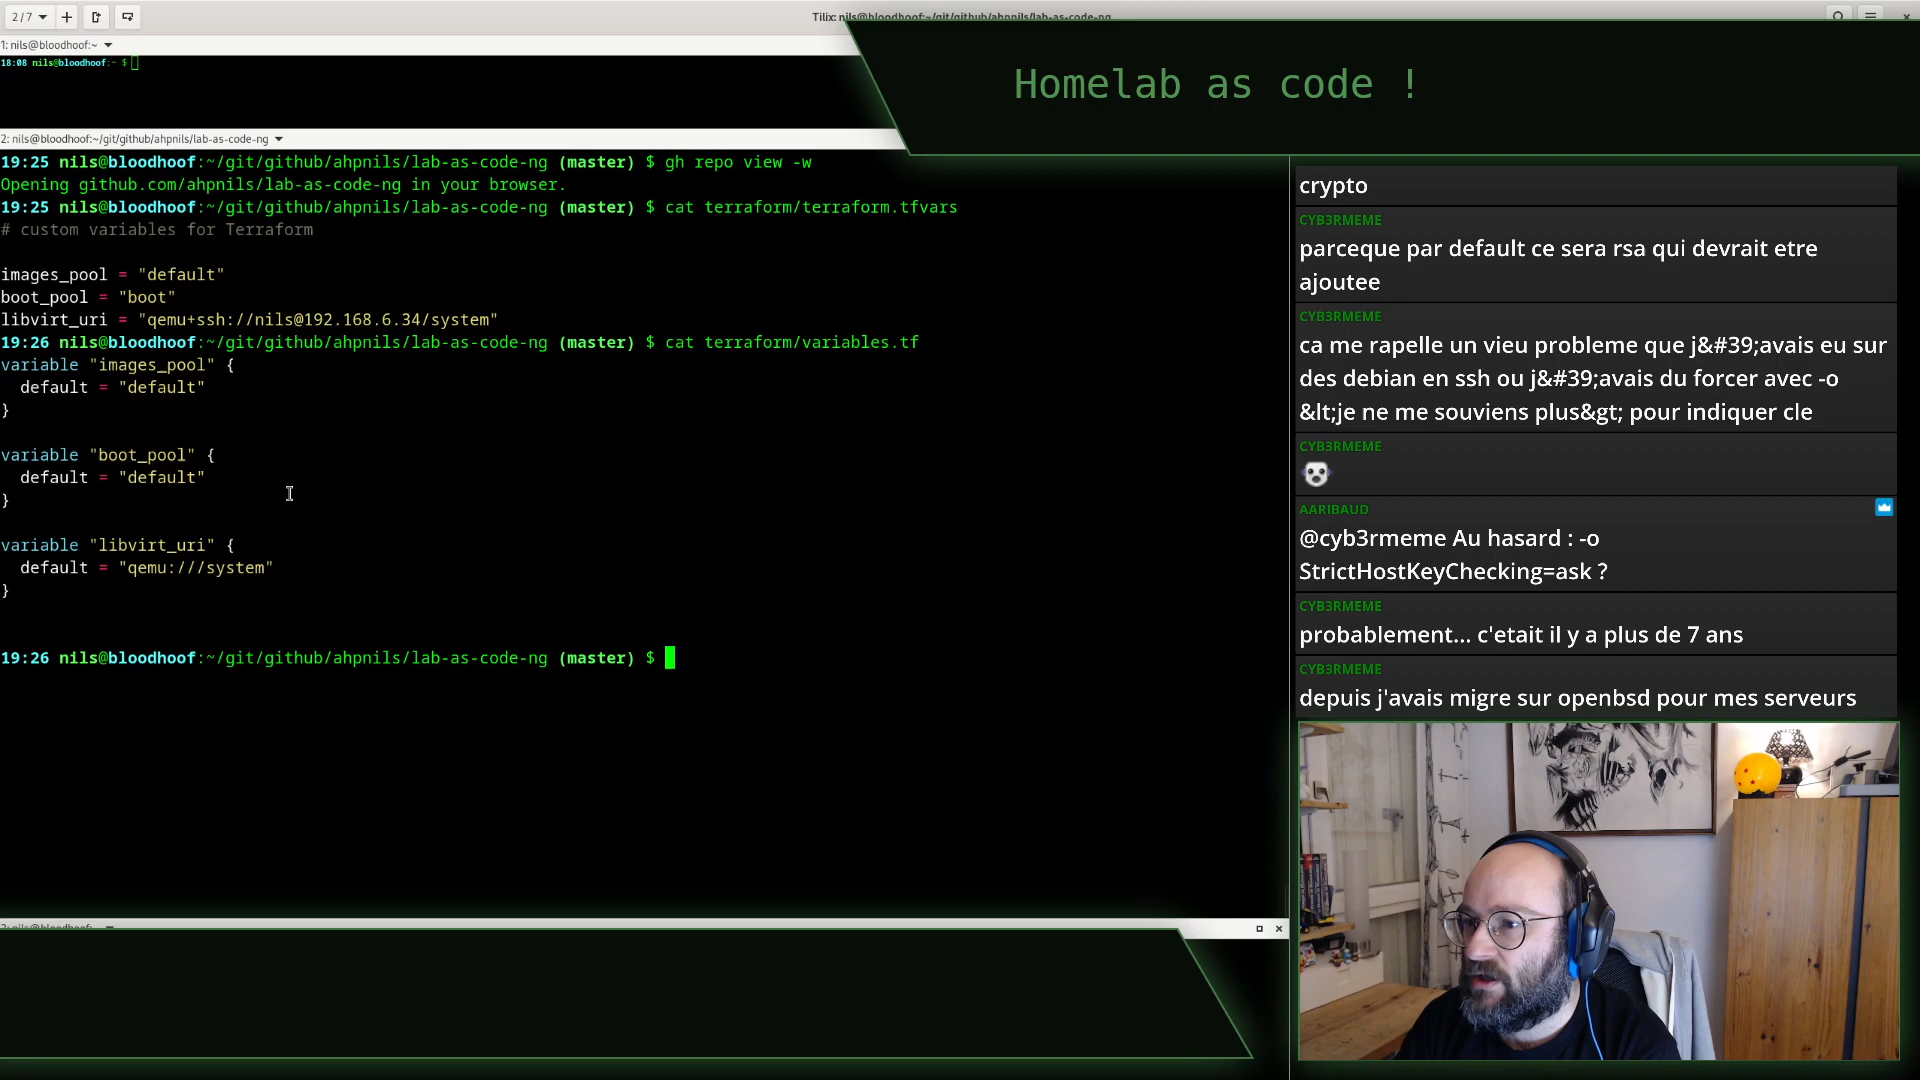 2/7
Tilix: nils@bloodhoof:~/git/github/ahpnils/lab-as-code-ng
1: nils@bloodhoof:~
18:08 nils@bloodhoof:~ $
Homelab as code !
2: nils@bloodhoof:~/git/github/ahpnils/lab-as-code-ng
19:25 nils@bloodhoof:~/git/github/ahpnils/lab-as-code-ng (master) $ gh repo view -w
Opening github.com/ahpnils/lab-as-code-ng in your browser.
19:25 nils@bloodhoof:~/git/github/ahpnils/lab-as-code-ng (master) $ cat terraform/terraform.tfvars
# custom variables for Terraform
images_pool = "default"
boot_pool = "boot"
libvirt_uri = "qemu+ssh://nils@192.168.6.34/system"
19:26 nils@bloodhoof:~/git/github/ahpnils/lab-as-code-ng (master) $ cat terraform/variables.tf
variable "images_pool" {
  default = "default"
}
variable "boot_pool" {
  default = "default"
}
variable "libvirt_uri" {
  default = "qemu:///system"
}
19:26 nils@bloodhoof:~/git/github/ahpnils/lab-as-code-ng (master) $
crypto
CYB3RMEME
parceque par default ce sera rsa qui devrait etre
ajoutee
CYB3RMEME
ca me rapelle un vieu probleme que j&#39;avais eu sur
des debian en ssh ou j&#39;avais du forcer avec -o
&lt;je ne me souviens plus&gt; pour indiquer cle
CYB3RMEME
AARIBAUD
@cyb3rmeme Au hasard : -o
StrictHostKeyChecking=ask ?
CYB3RMEME
probablement... c'etait il y a plus de 7 ans
CYB3RMEME
depuis j'avais migre sur openbsd pour mes serveurs